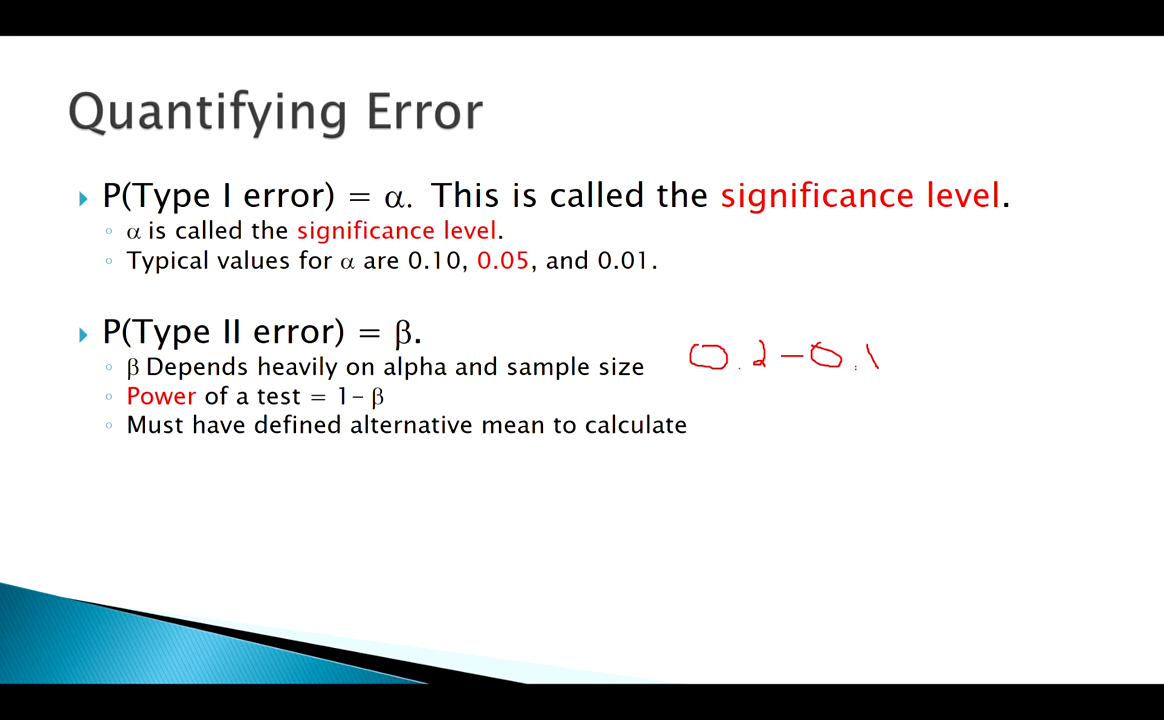 Quantifying Error
P(Type I error) = α. This is called the significance level.
α is called the significance level.
Typical values for α are 0.10, 0.05, and 0.01.
P(Type II error) = β.
β Depends heavily on alpha and sample size
0.2-0.1
Power of a test = 1- β
Must have defined alternative mean to calculate